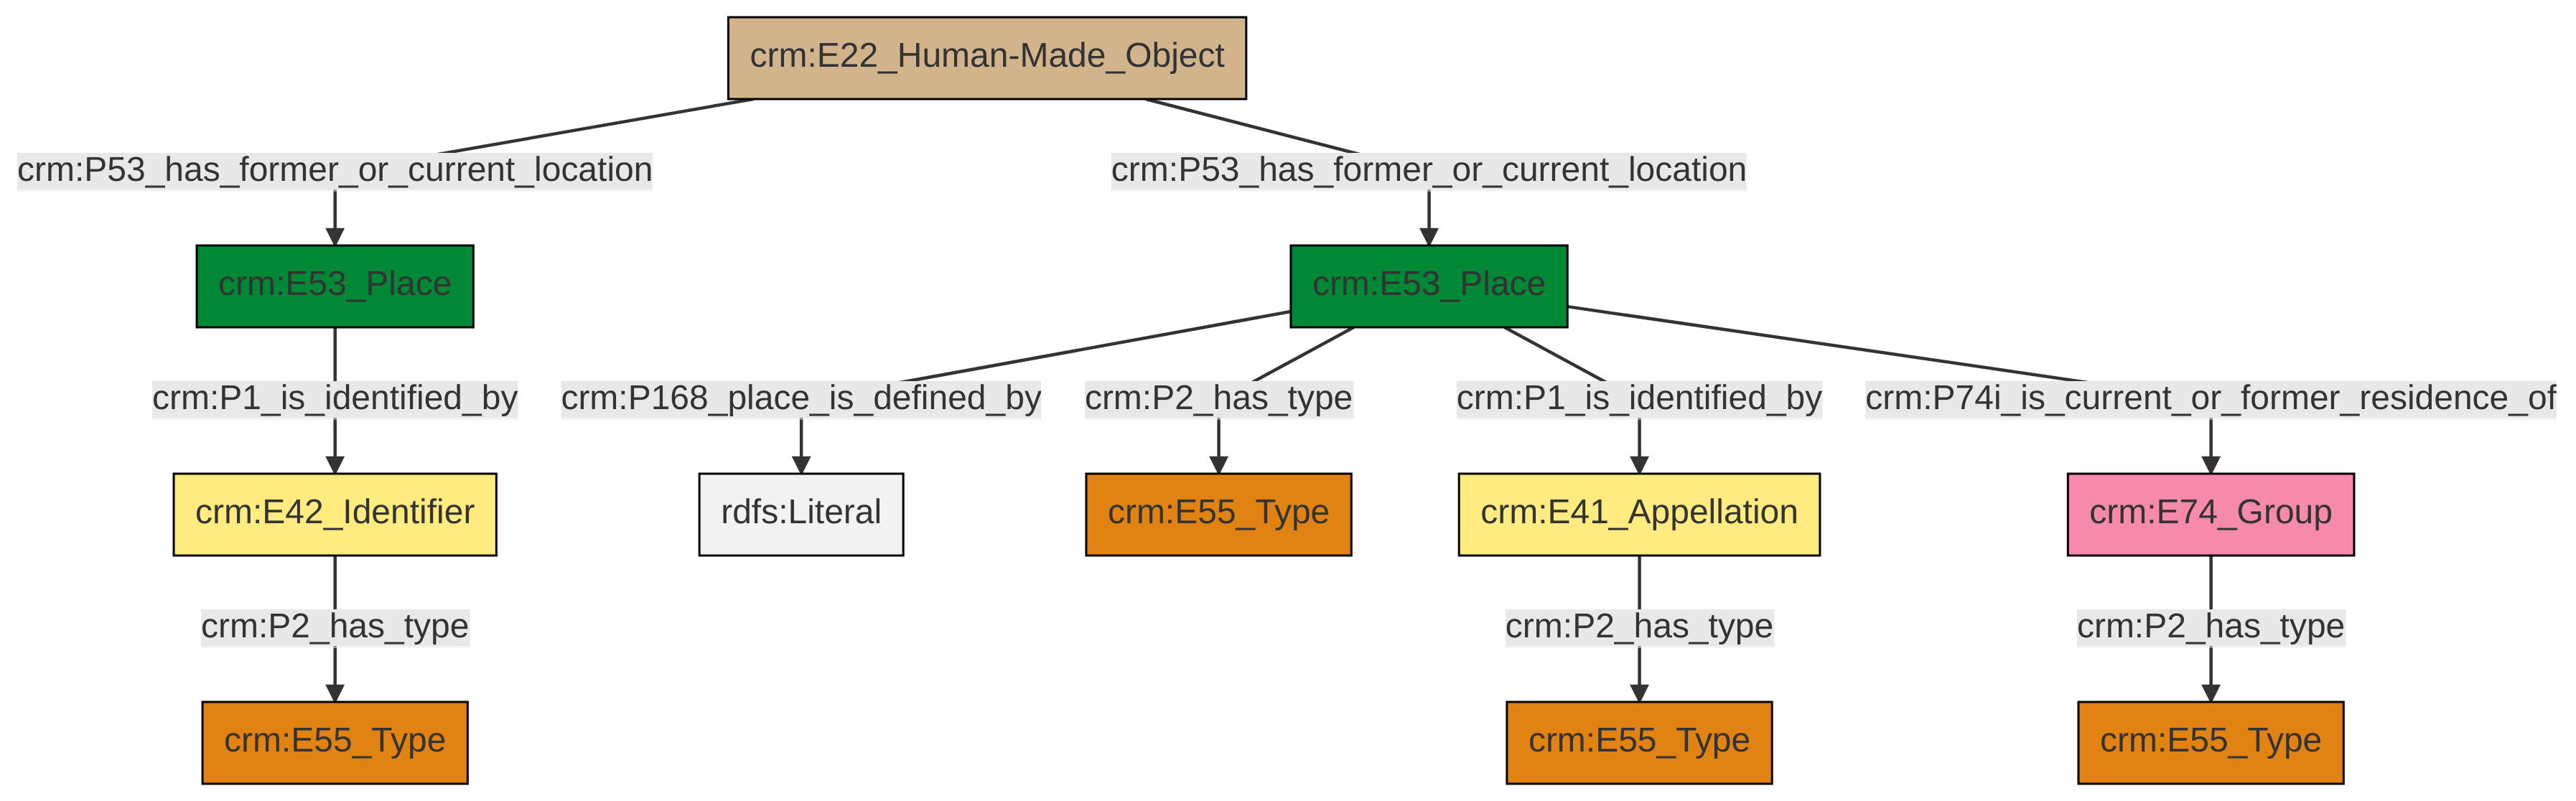 crm:E22_Human-Made_Object
crm:P53_has_former_or_current_location
crm:P53_has_former_or_current_location
crm:E53_Place
crm:E53_Place
crm:P1_is_identified_by
crm:P168_place_is_defined_by
crm:P2_has_type
crm:P1_is_identified_by
crm:P74i_is_current_or_former_residence_of
crm:E42_Identifier
rdfs:Literal
crm:E55_Type
crm:E41_Appellation
crm:E74_Group
crm:P2_has_type
crm:P2_has_type
crm:P2_has_type
crm:E55_Type
crm:E55_Type
crm:E55_Type